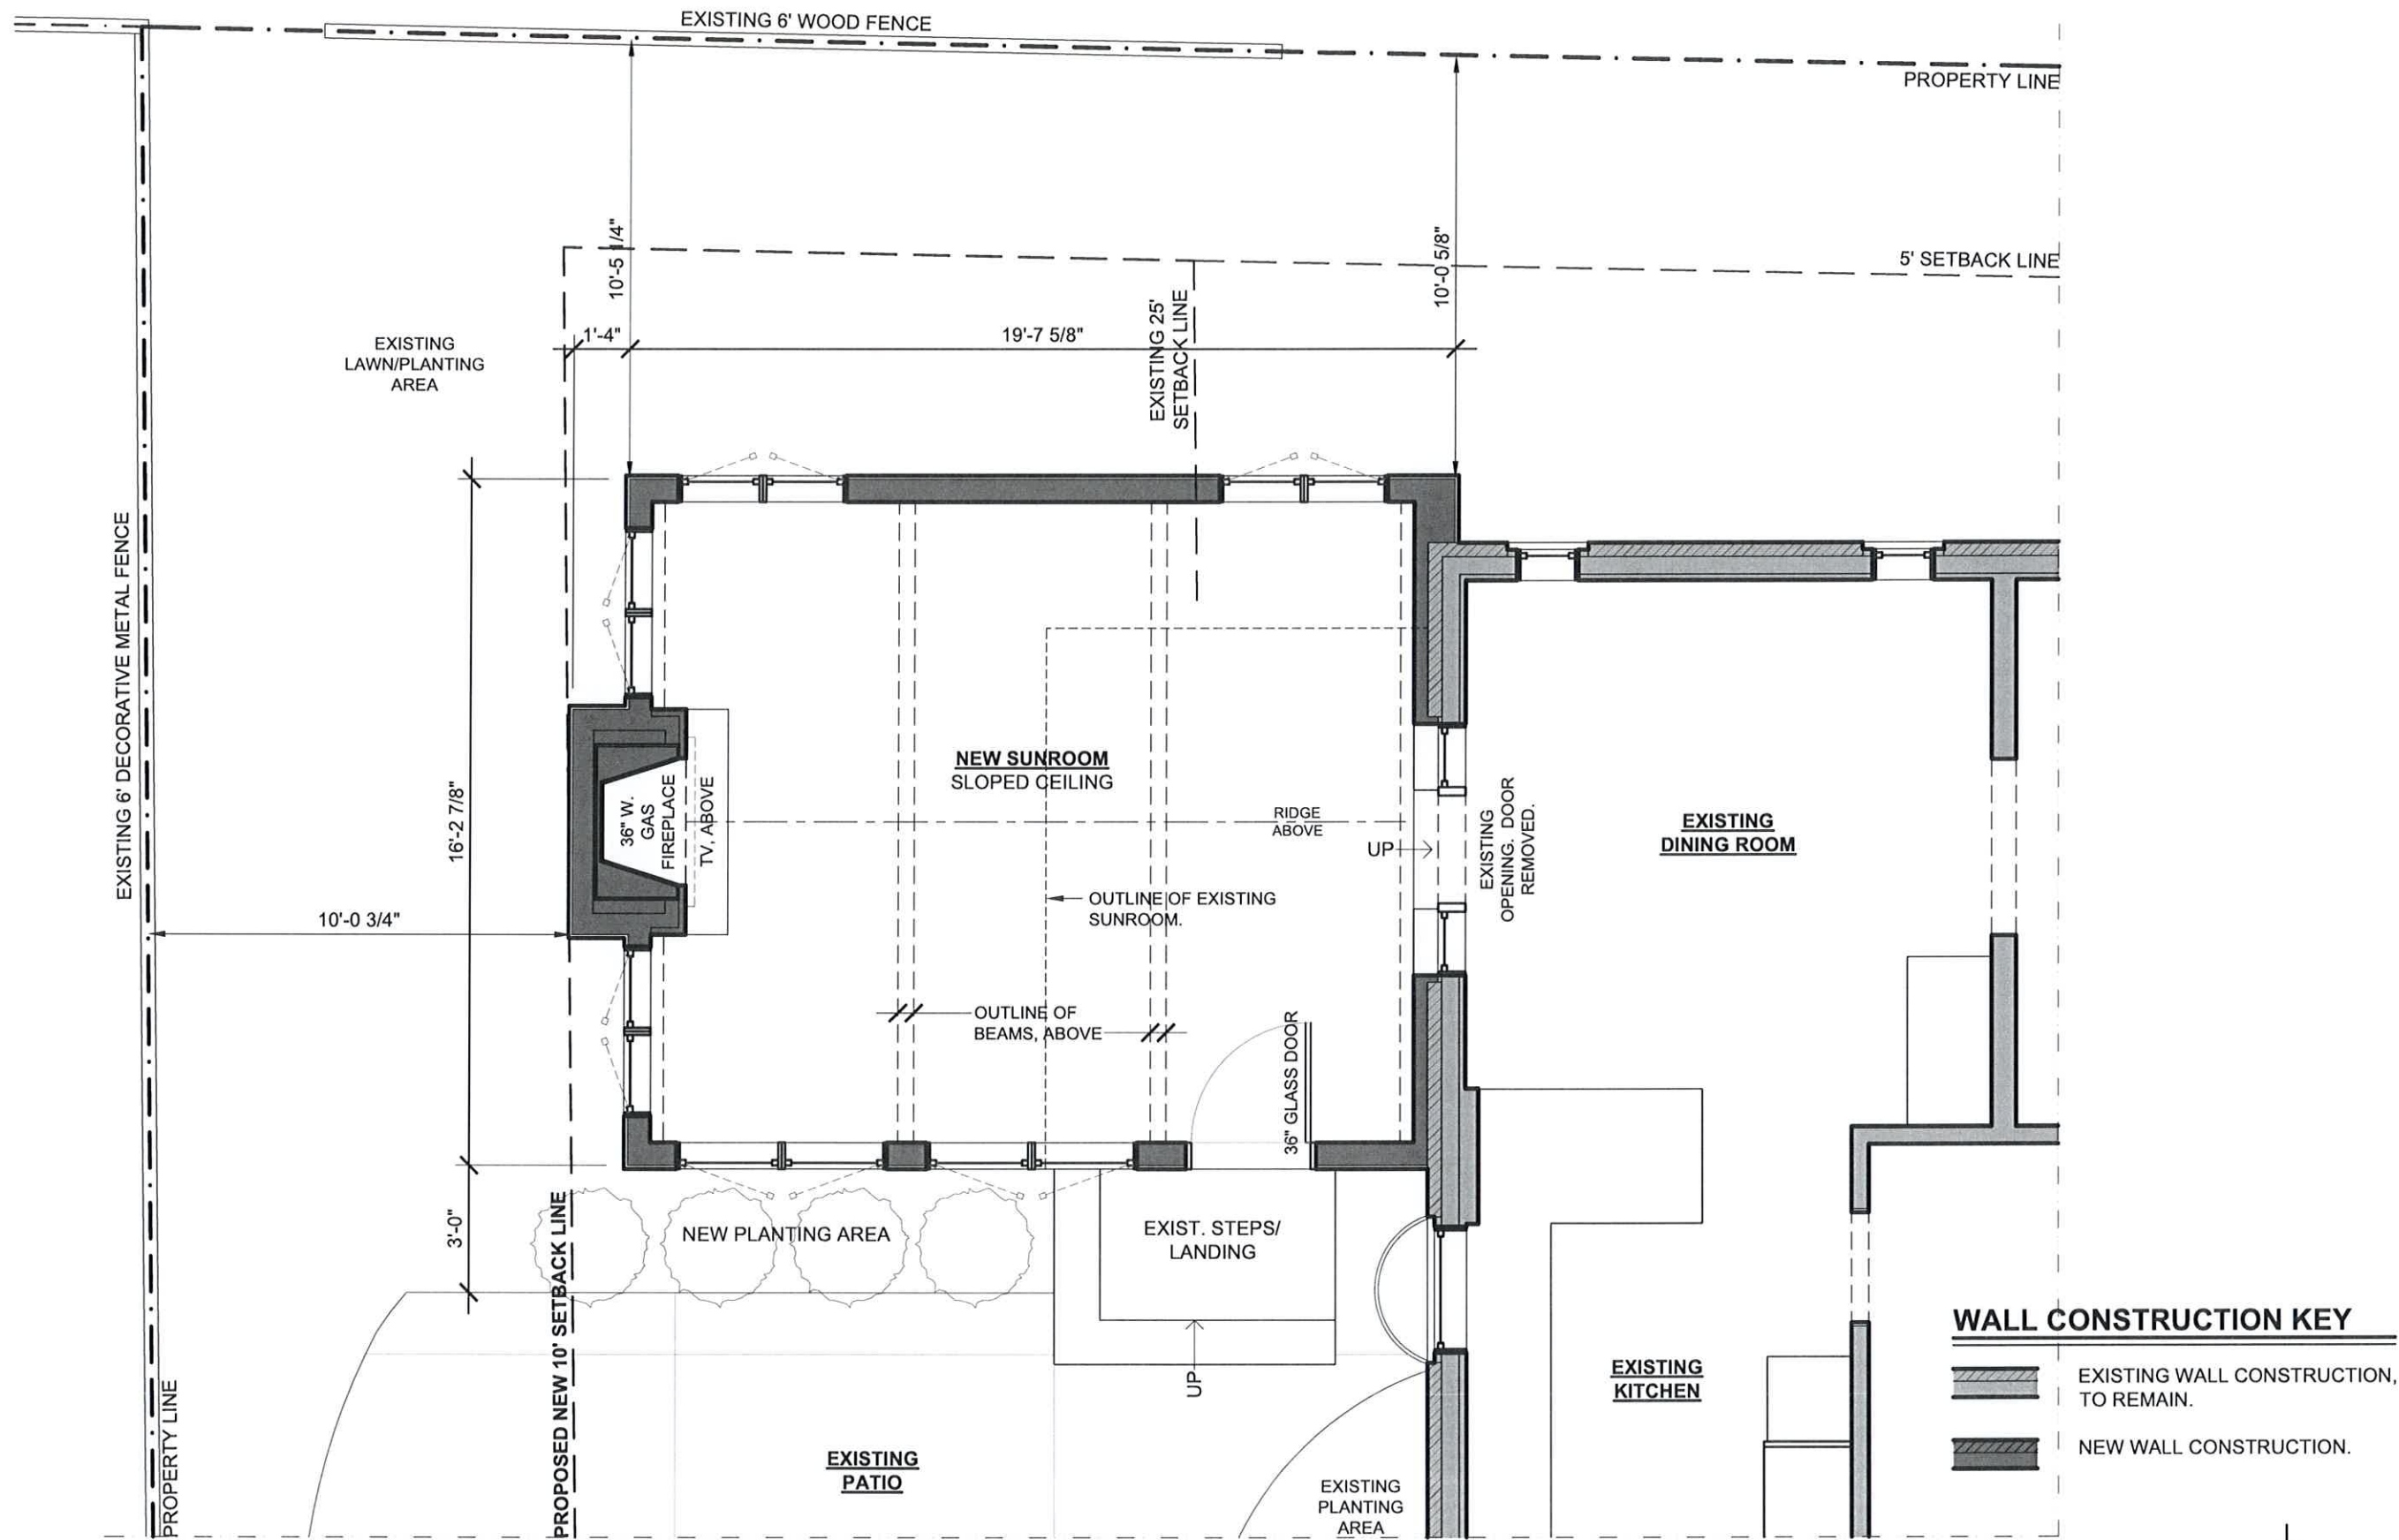 EXISTING 6' WOOD FENCE
PROPERTY LINE
5' SETBACK LINE
10'-5 1/4"
10'-0 5/8"
EXISTING 25'
SETBACK LINE
1'-4"
19'-7 5/8"
EXISTING
LAWN/PLANTING
AREA
EXISTING 6' DECORATIVE METAL FENCE
16'-2 7/8"
10'-0 3/4"
36" W.
GAS
FIREPLACE
TV, ABOVE
NEW SUNROOM
SLOPED CEILING
RIDGE
ABOVE
UP
EXISTING
OPENING. DOOR
REMOVED.
EXISTING
DINING ROOM
OUTLINE OF EXISTING
SUNROOM.
OUTLINE OF
BEAMS, ABOVE
36" GLASS DOOR
3'-0"
NEW PLANTING AREA
EXIST. STEPS/
LANDING
UP
PROPOSED NEW 10' SETBACK LINE
PROPERTY LINE
EXISTING
PATIO
EXISTING
PLANTING
AREA
EXISTING
KITCHEN
WALL CONSTRUCTION KEY
EXISTING WALL CONSTRUCTION,
TO REMAIN.
NEW WALL CONSTRUCTION.